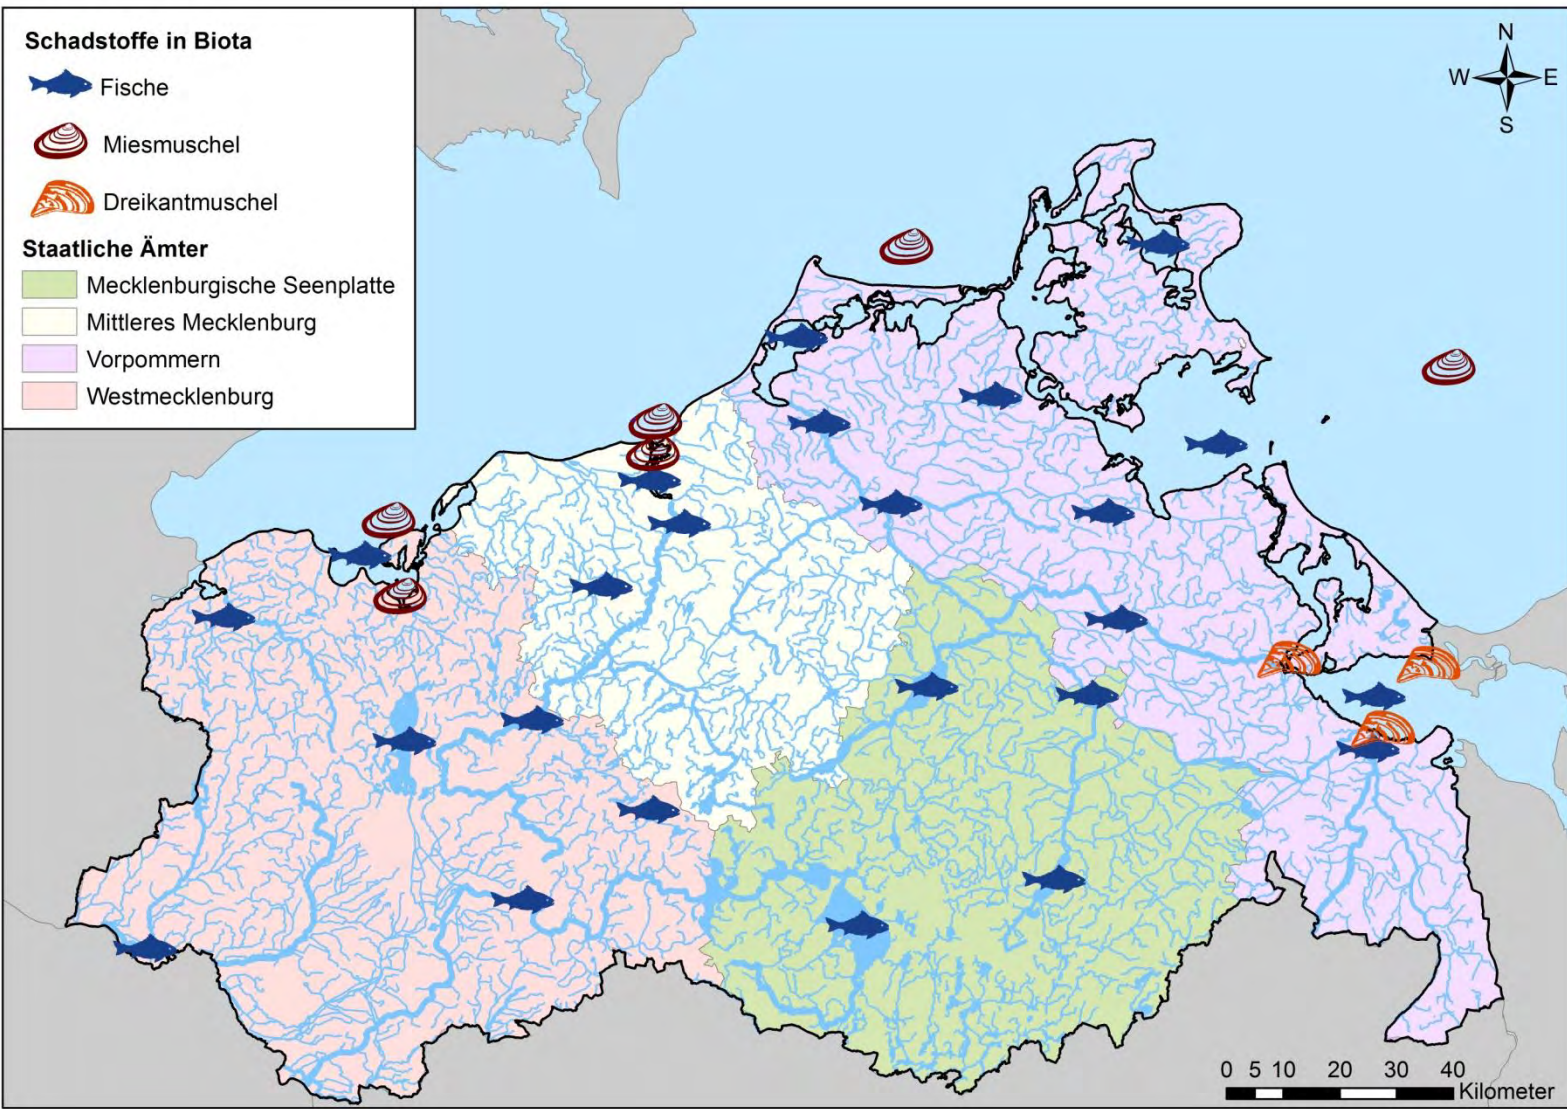 Schadstoffe in Biota
Fische
Miesmuschel
Dreikantmuschel
Staatliche Ämter
Mecklenburgische Seenplatte
Mittleres Mecklenburg
Vorpommern
Westmecklenburg
N
W E
S
0 5 10 20 30 40
Kilometer